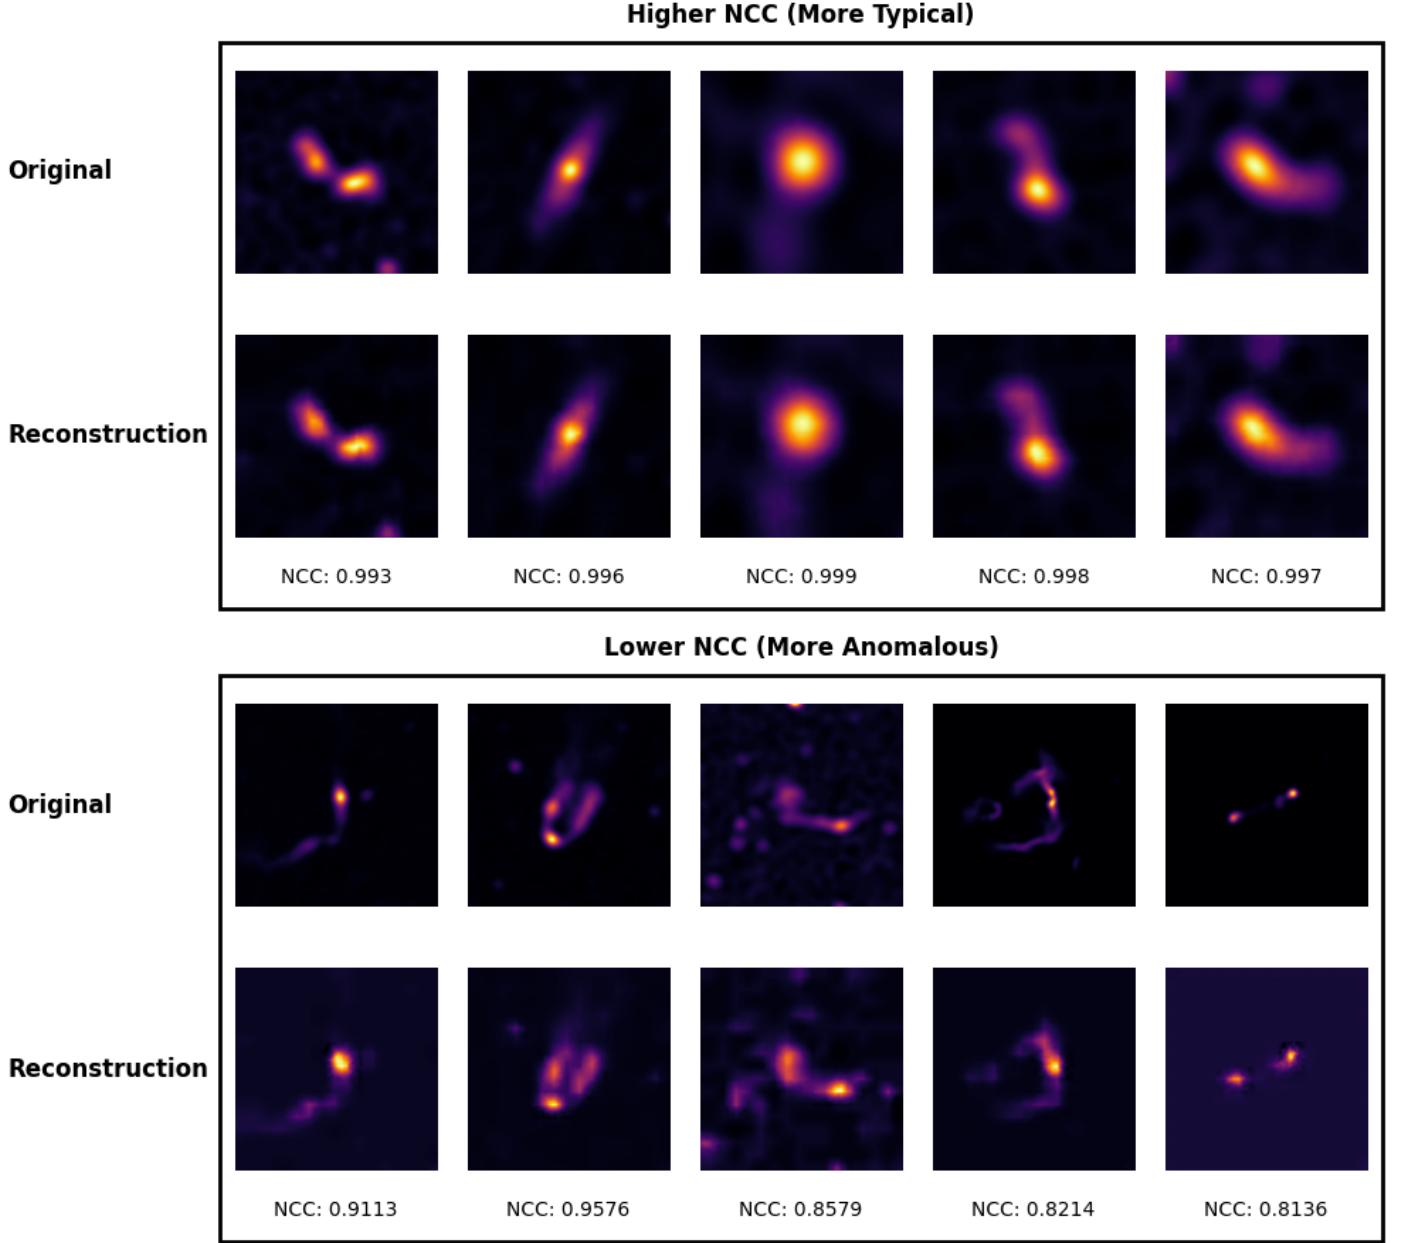 Higher NCC (More Typical)
Original
Reconstruction
NCC: 0.993 NCC: 0.996 NCC: 0.999 NCC: 0.998 NCC: 0.997
Lower NCC (More Anomalous)
Original
Reconstruction
NCC: 0.9113 NCC: 0.9576 NCC: 0.8579 NCC: 0.8214 NCC: 0.8136